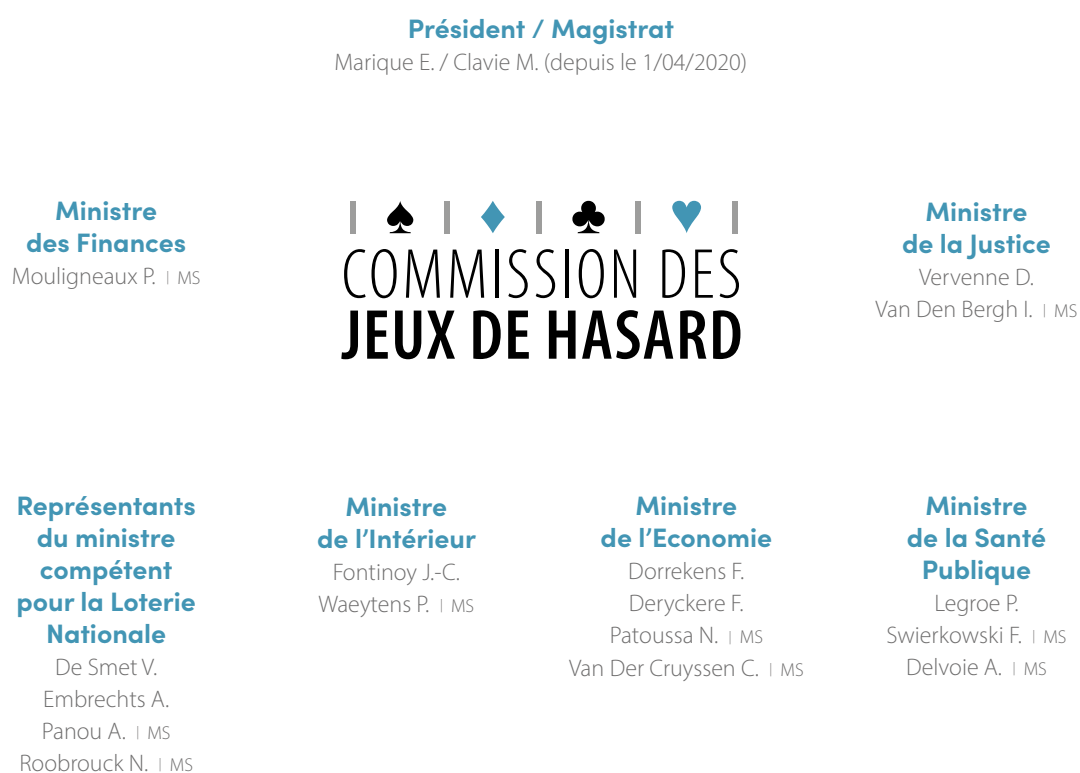 Président / Magistrat
Marique E. / Clavie M. (depuis le 1/04/2020)
Ministre
des Finances
Mouligneaux P. | MS
COMMISSION DES
JEUX DE HASARD
Ministre
de la Justice
Vervenne D.
Van Den Bergh I. | MS
Représentants
du ministre
compétent
pour la Loterie
Nationale
De Smet V.
Embrechts A.
Panou A. | MS
Roobrouck N. | MS
Ministre
de l’Intérieur
Fontinoy J.-C.
Waeytens P. | MS
Ministre
de l’Economie
Dorrekens F.
Deryckere F.
Patoussa N. | MS
Van Der Cruyssen C. | MS
Ministre
de la Santé
Publique
Legroe P.
Swierkowski F. | MS
Delvoie A. | MS